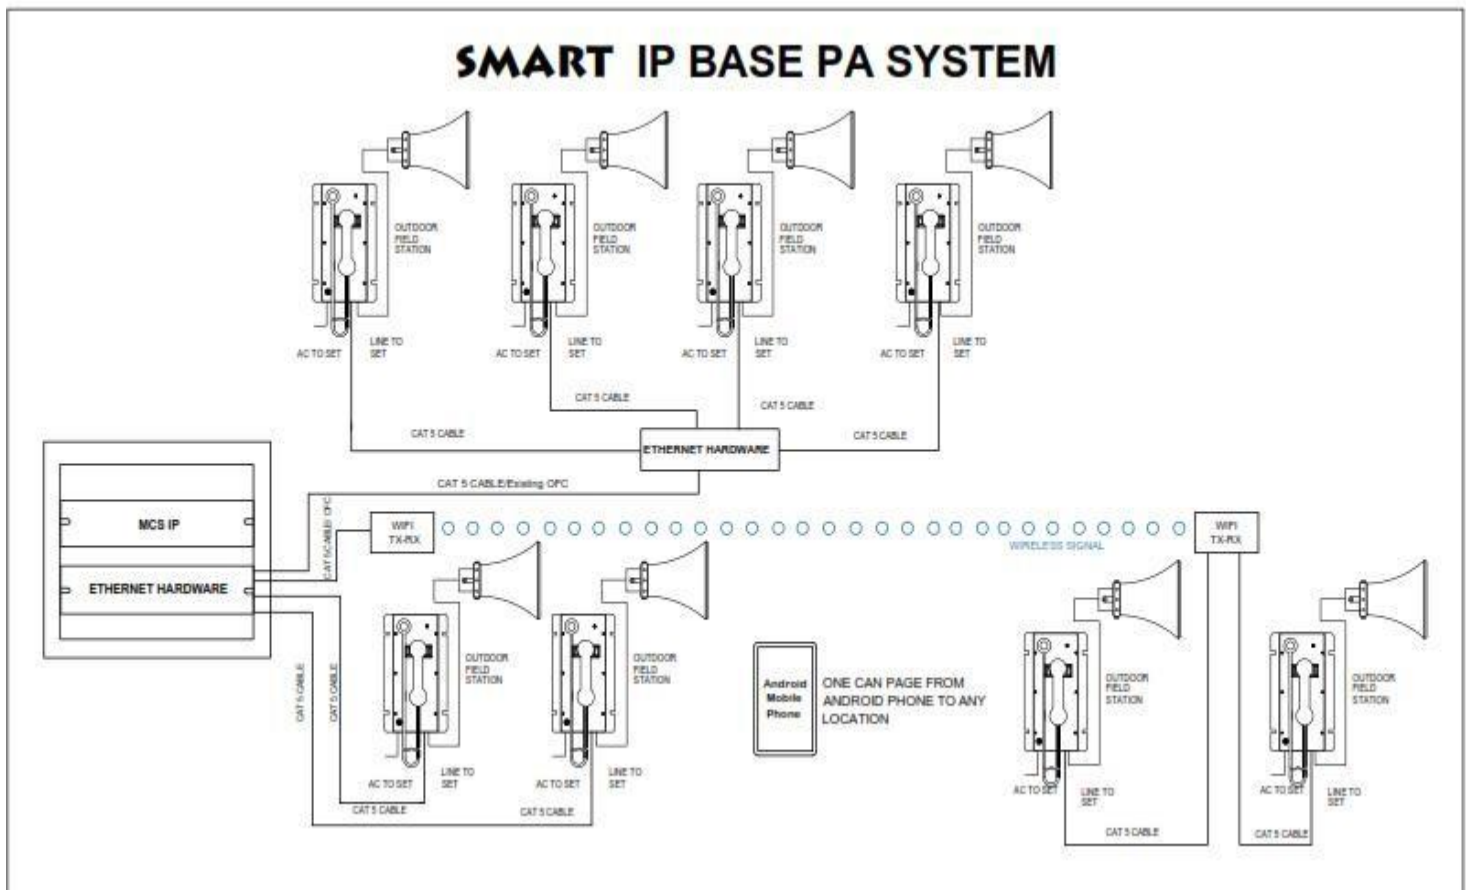 SMART IP BASE PA SYSTEM
OUTDOOR
FIELD
STATION
OUTDOOR
FIELD
STATION
OUTDOOR
FIELD
STATION
OUTDOOR
FIELD
STATION
AC TO SET
LINE TO
SET
AC TO SET
LINE TO
SET
AC TO SET
LINE TO
SET
AC TO SET
LINE TO
SET
CAT 5 CABLE
CAT 5 CABLE
CAT 5 CABLE
CAT 5 CABLE
ETHERNET HARDWARE
CAT 5 CABLE/Existing OFC
CAT 5CABLE/ OFC
MCS IP
ETHERNET HARDWARE
WIFI
TX-RX
WIRELESS SIGNAL
WIFI
TX-RX
OUTDOOR
FIELD
STATION
OUTDOOR
FIELD
STATION
Android
Mobile
Phone
ONE CAN PAGE FROM
ANDROID PHONE TO ANY
LOCATION
OUTDOOR
FIELD
STATION
OUTDOOR
FIELD
STATION
CAT 5 CABLE
CAT 5 CABLE
AC TO SET
LINE TO
SET
AC TO SET
LINE TO
SET
AC TO SET
LINE TO
SET
AC TO SET
LINE TO
SET
CAT 5 CABLE
CAT 5 CABLE
CAT 5 CABLE
CAT 5 CABLE